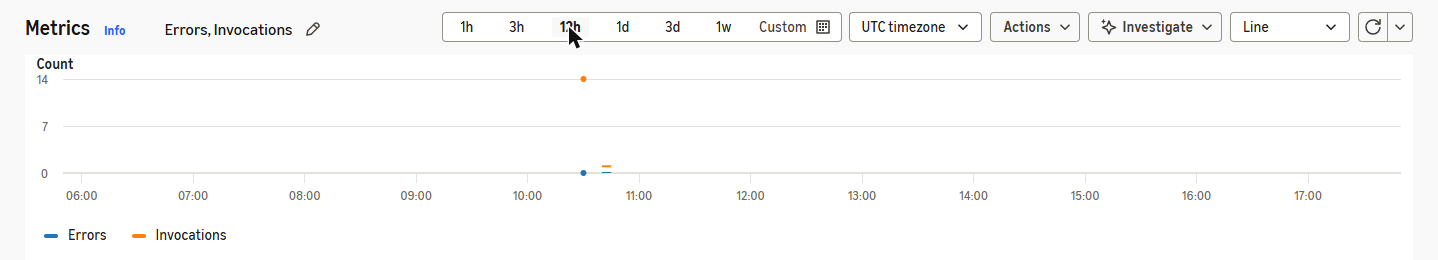 Metrics Info Errors, Invocations 1h 3h 12h 1d 3d 1w Custom UTC timezone Actions Investigate Line
Count
14
7
0
06:00 07:00 08:00 09:00 10:00 11:00 12:00 13:00 14:00 15:00 16:00 17:00
Errors Invocations